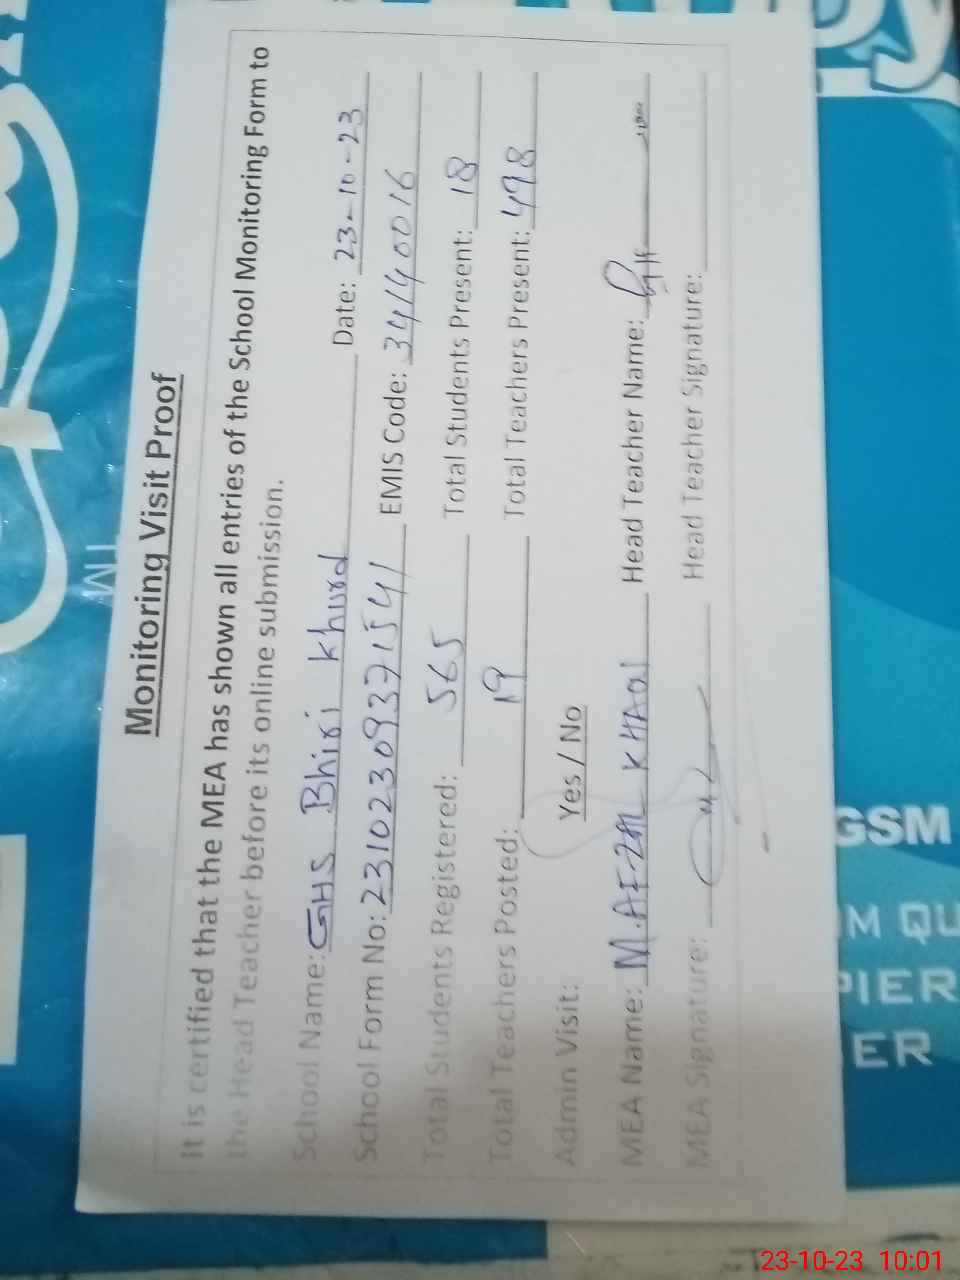 Monitoring Visit Proof
It is certified that the MEA has shown all entries of the School Monitoring Form to
the Head Teacher before its online submission.
School Name: GHS Bhiri Khurd Date: 23-10-23
School Form No: 23102309371541 EMIS Code: 34140016
Total Students Registered: 565 Total Students Present: 18
Total Teachers Posted: 19 Total Teachers Present: 498
Admin Visit: Yes / No
MEA Name: M. AFZAL Head Teacher Name:
MEA Signature: Head Teacher Signature:
GSM
M QU
PIER
ER
23-10-23 10:01